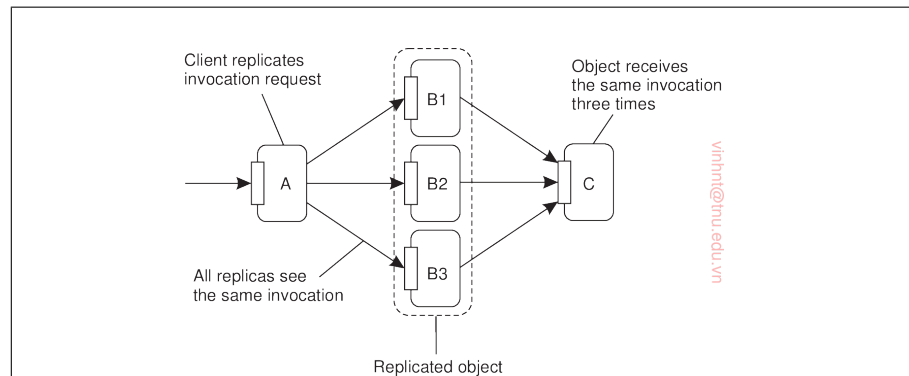 Client replicates
invocation request
Object receives
the same invocation
three times
B1
A
B2
C
B3
All replicas see
the same invocation
Replicated object
vinhnt@tnu.edu.vn